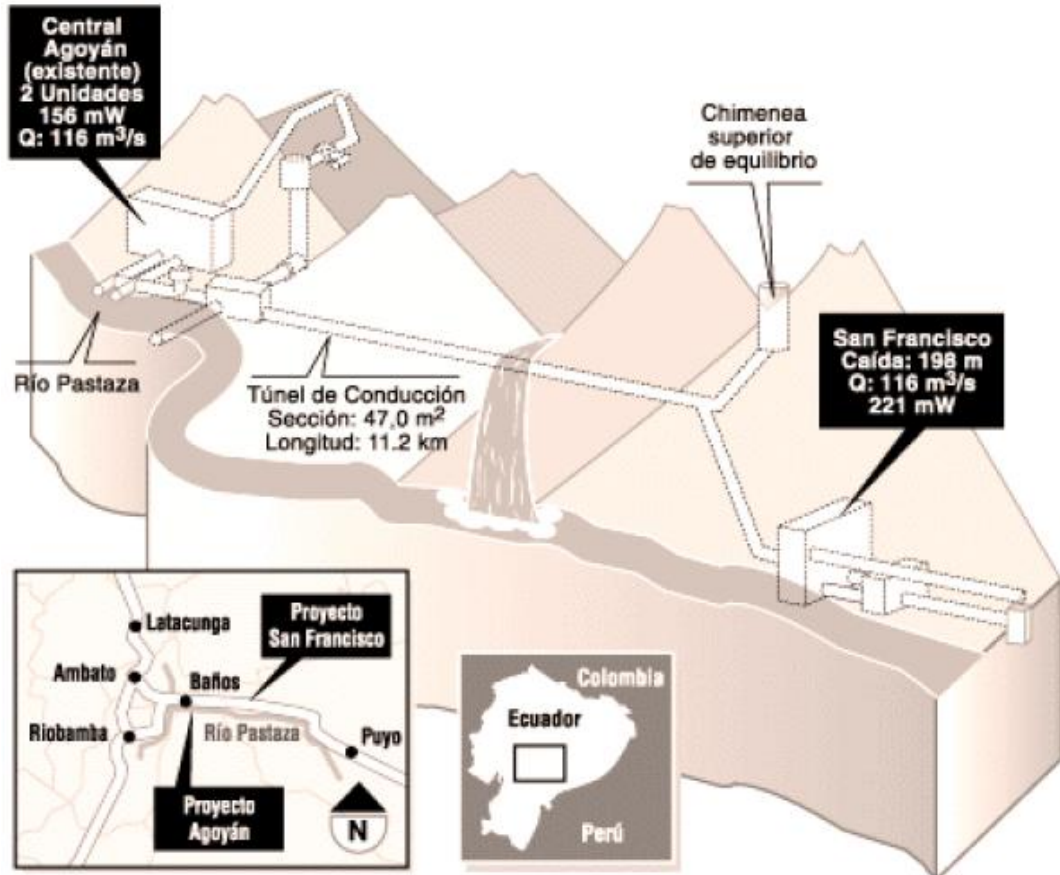 Central
Agoyán
(existente)
2 Unidades
156 mW
Q: 116 m³/s
Chimenea
superior
de equilibrio
San Francisco
Caída: 198 m
Q: 116 m³/s
221 mW
Río Pastaza
Túnel de Conducción
Sección: 47,0 m²
Longitud: 11.2 km
Latacunga
Proyecto
San Francisco
Ambato
Baños
Riobamba
Río Pastaza
Puyo
Proyecto
Agoyán
N
Colombia
Ecuador
Perú